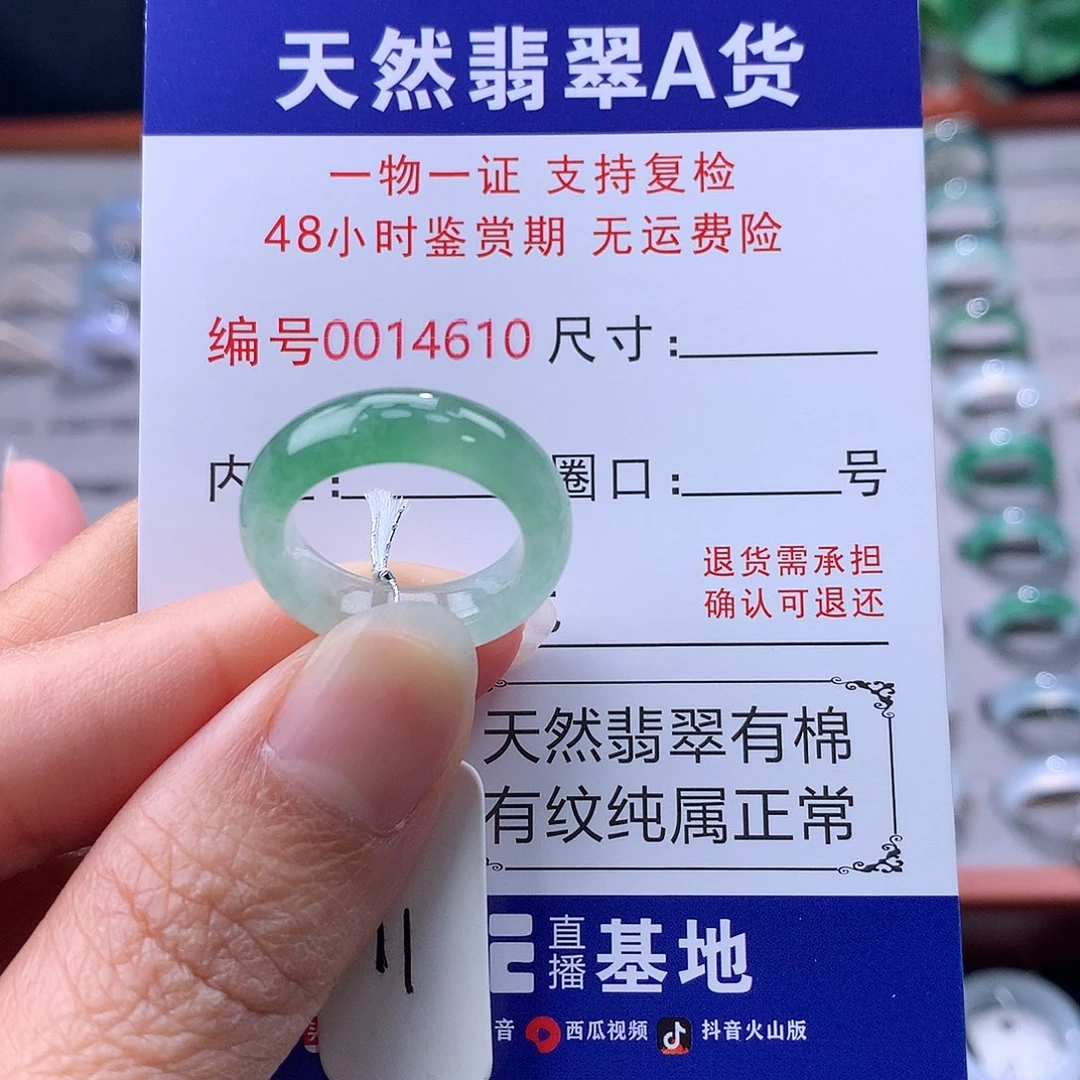 天然翡翠A货
一物一证 支持复检
48小时鉴赏期 无运费险
编号0014610 尺寸:
内 : 圈口: 号
退货需承担
确认可退还
天然翡翠有棉
有纹纯属正常
直播 基地
音 西瓜视频 抖音火山版
11